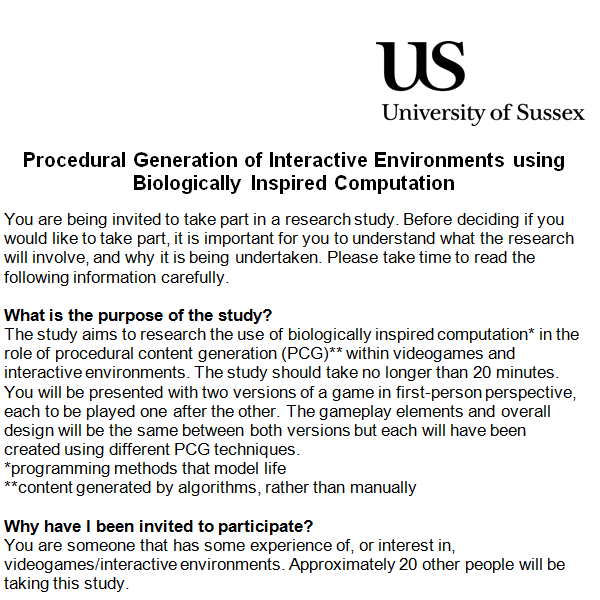 US
University of Sussex
Procedural Generation of Interactive Environments using
Biologically Inspired Computation
You are being invited to take part in a research study. Before deciding if you
would like to take part, it is important for you to understand what the research
will involve, and why it is being undertaken. Please take time to read the
following information carefully.
What is the purpose of the study?
The study aims to research the use of biologically inspired computation* in the
role of procedural content generation (PCG)** within videogames and
interactive environments. The study should take no longer than 20 minutes.
You will be presented with two versions of a game in first-person perspective,
each to be played one after the other. The gameplay elements and overall
design will be the same between both versions but each will have been
created using different PCG techniques.
*programming methods that model life
**content generated by algorithms, rather than manually
Why have I been invited to participate?
You are someone that has some experience of, or interest in,
videogames/interactive environments. Approximately 20 other people will be
taking this study.